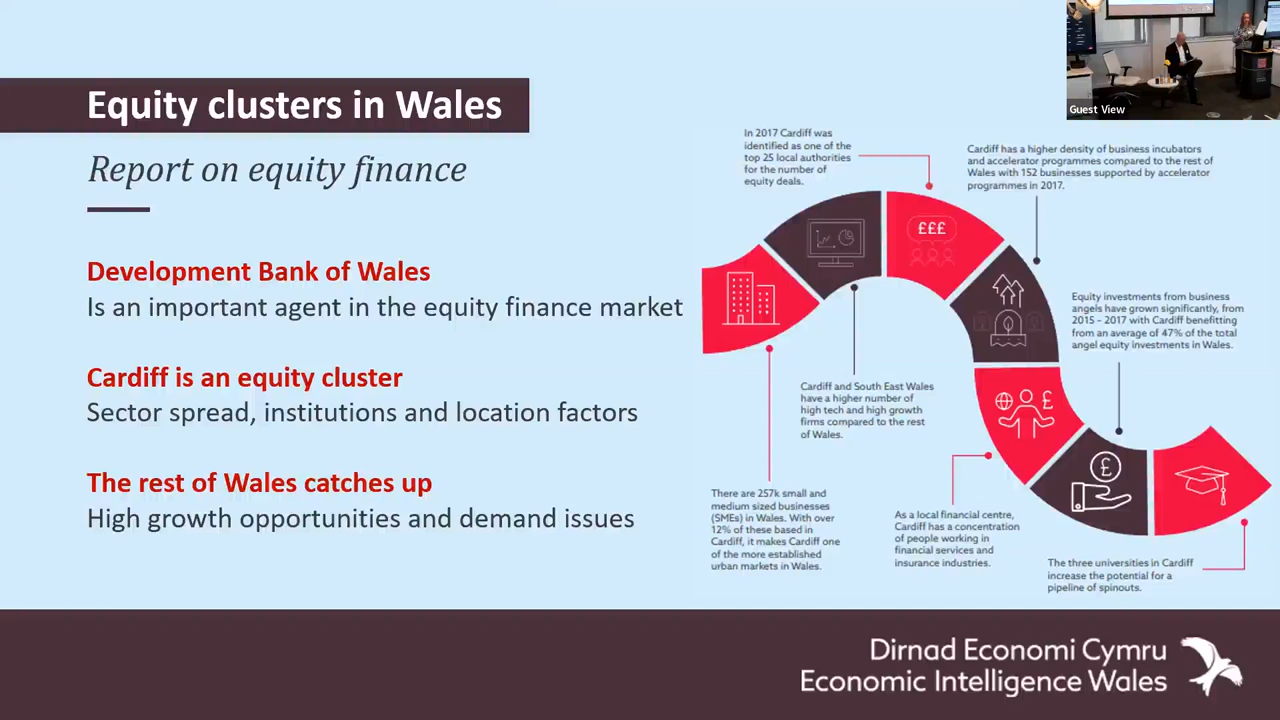 Guest View
Equity clusters in Wales
Report on equity finance
Development Bank of Wales
Is an important agent in the equity finance market
Cardiff is an equity cluster
Sector spread, institutions and location factors
The rest of Wales catches up
High growth opportunities and demand issues
In 2017 Cardiff was
identified as one of the
top 25 local authorities
for the number of
equity deals.
Cardiff has a higher density of business incubators
and accelerator programmes compared to the rest of
Wales with 152 businesses supported by accelerator
programmes in 2017.
£££
Equity investments from business
angels have grown significantly, from
2015 - 2017 with Cardiff benefitting
from an average of 47% of the total
angel equity investments in Wales.
Cardiff and South East Wales
have a higher number of
high tech and high growth
firms compared to the rest
of Wales.
£
£
There are 257k small and
medium sized businesses
(SMEs) in Wales. With over
12% of these based in
Cardiff, it makes Cardiff one
of the more established
urban markets in Wales.
As a local financial centre,
Cardiff has a concentration
of people working in
financial services and
insurance industries.
The three universities in Cardiff
increase the potential for a
pipeline of spinouts.
Dirnad Economi Cymru
Economic Intelligence Wales